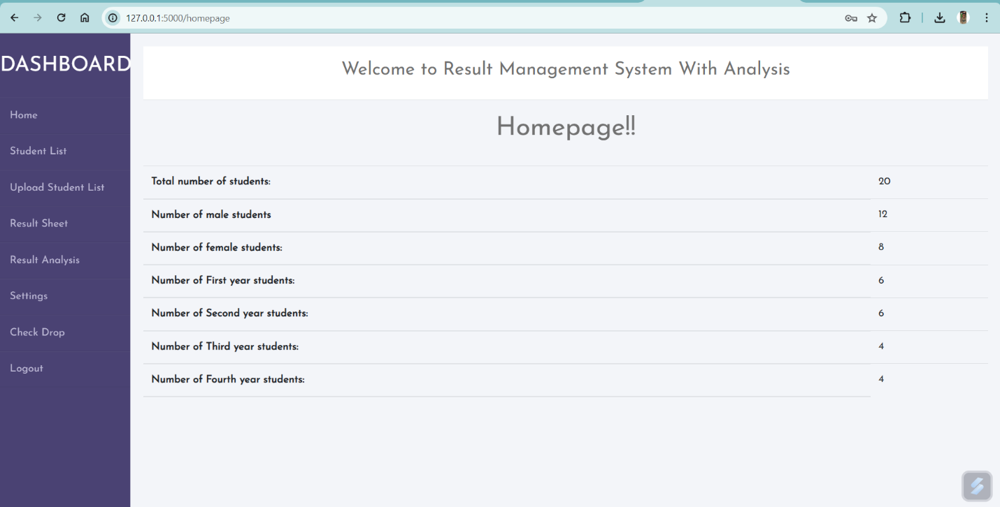 127.0.0.1:5000/homepage
DASHBOARD
Home
Student List
Upload Student List
Result Sheet
Result Analysis
Settings
Check Drop
Logout
Welcome to Result Management System With Analysis
Homepage!!
Total number of students: 20
Number of male students 12
Number of female students: 8
Number of First year students: 6
Number of Second year students: 6
Number of Third year students: 4
Number of Fourth year students: 4